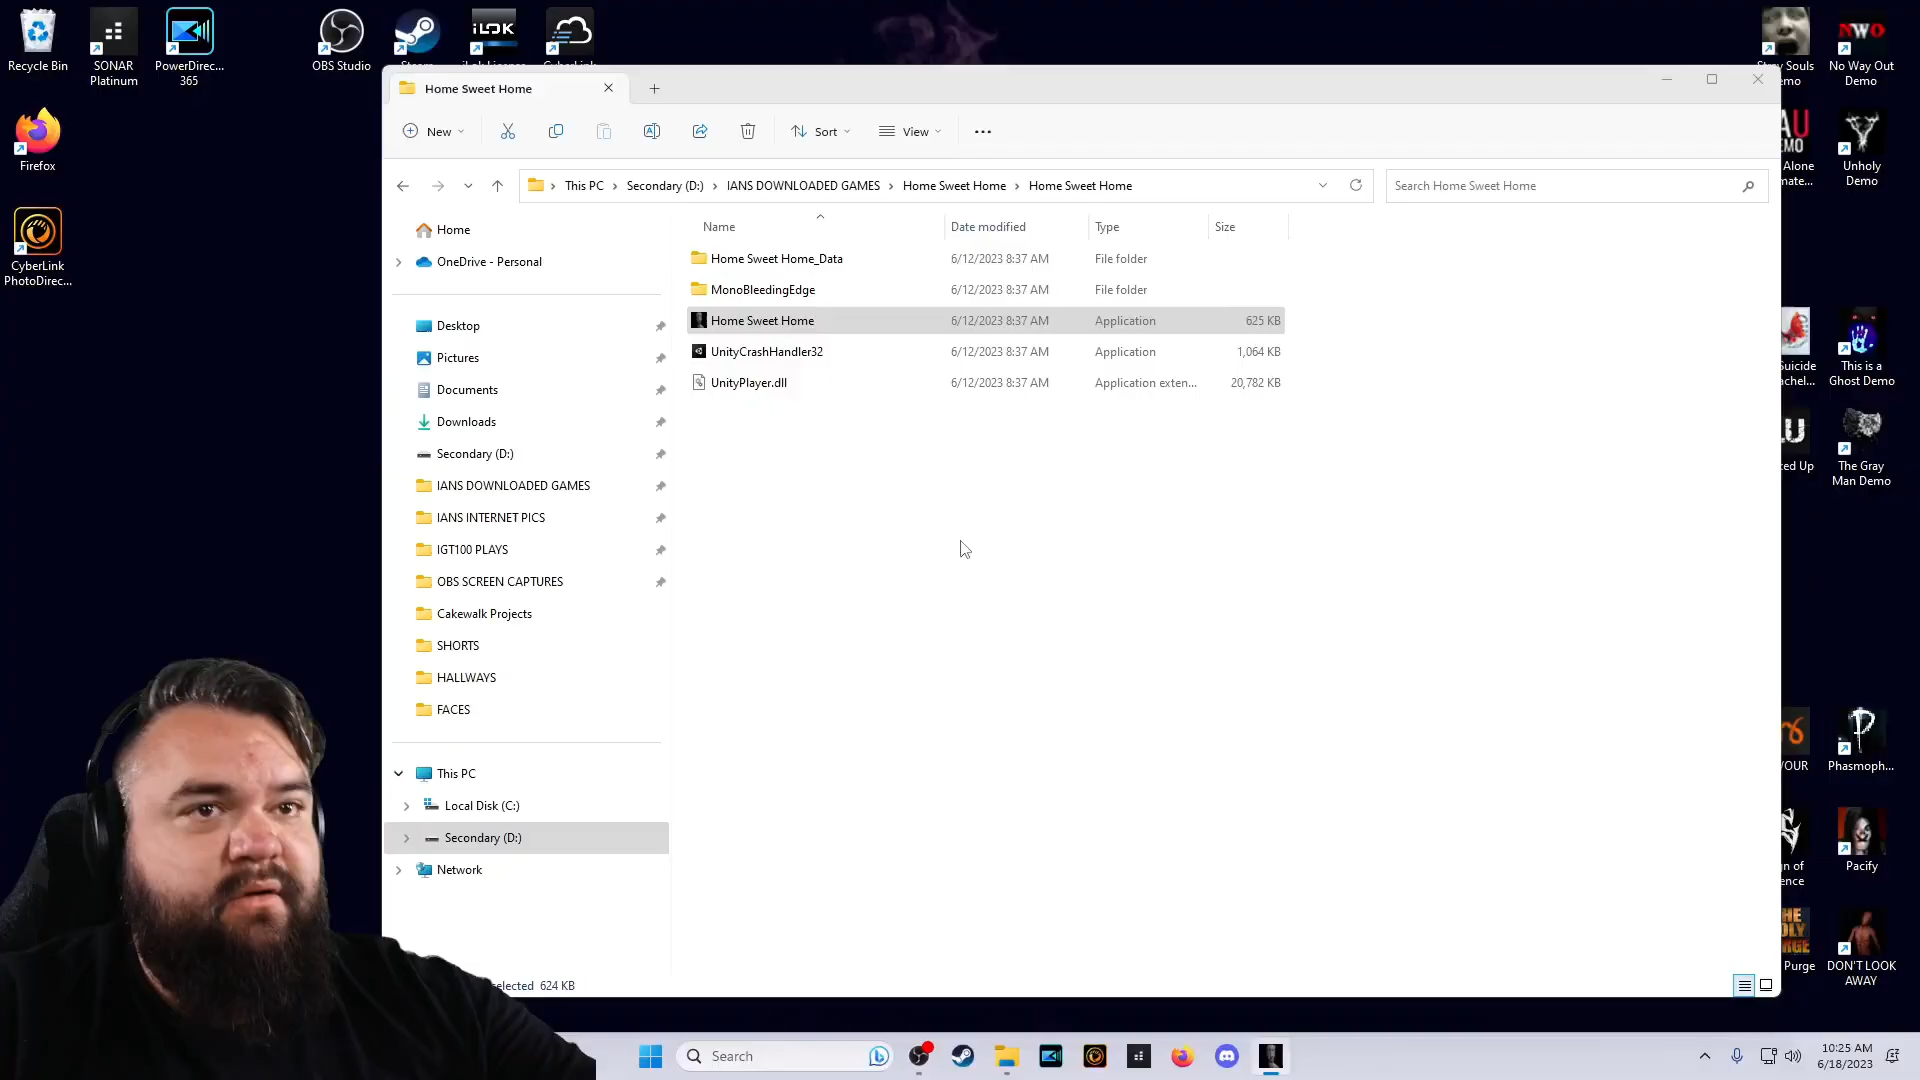 Recycle Bin
SONAR
Platinum
PowerDirec...
365
OBS Studio
iLOK
Firefox
CyberLink
PhotoDirec...
Home Sweet Home
New
Sort
View
This PC
Secondary (D:)
IANS DOWNLOADED GAMES
Home Sweet Home
Home Sweet Home
Search Home Sweet Home
Name
Date modified
Type
Size
Home Sweet Home_Data
6/12/2023 8:37 AM
File folder
MonoBleedingEdge
6/12/2023 8:37 AM
File folder
Home Sweet Home
6/12/2023 8:37 AM
Application
625 KB
UnityCrashHandler32
6/12/2023 8:37 AM
Application
1,064 KB
UnityPlayer.dll
6/12/2023 8:37 AM
Application exten...
20,782 KB
Home
OneDrive - Personal
Desktop
Pictures
Documents
Downloads
Secondary (D:)
IANS DOWNLOADED GAMES
IANS INTERNET PICS
IGT100 PLAYS
OBS SCREEN CAPTURES
Cakewalk Projects
SHORTS
HALLWAYS
FACES
This PC
Local Disk (C:)
Secondary (D:)
Network
selected 624 KB
Souls
NWO
No Way Out
Demo
Alone
Unholy
Demo
This is a
Ghost Demo
The Gray
Man Demo
Up
Phasmoph...
Pacify
Purge
DON'T LOOK
AWAY
Search
10:25 AM
6/18/2023